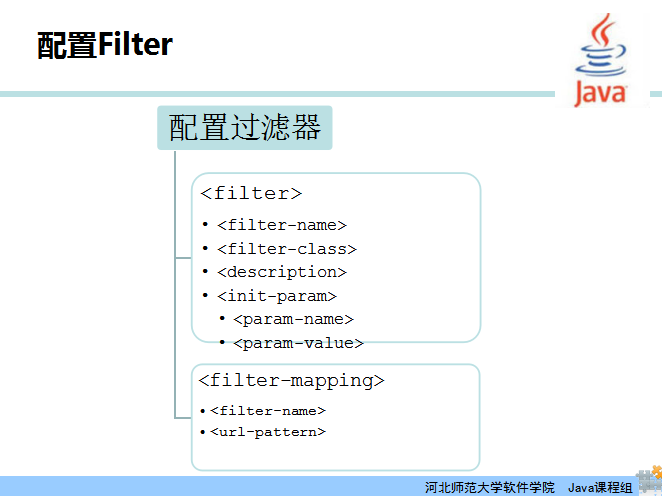 配置Filter
Java
配置过滤器
<filter>
• <filter-name>
• <filter-class>
• <description>
• <init-param>
• <param-name>
• <param-value>
<filter-mapping>
• <filter-name>
• <url-pattern>
河北师范大学软件学院 Java课程组